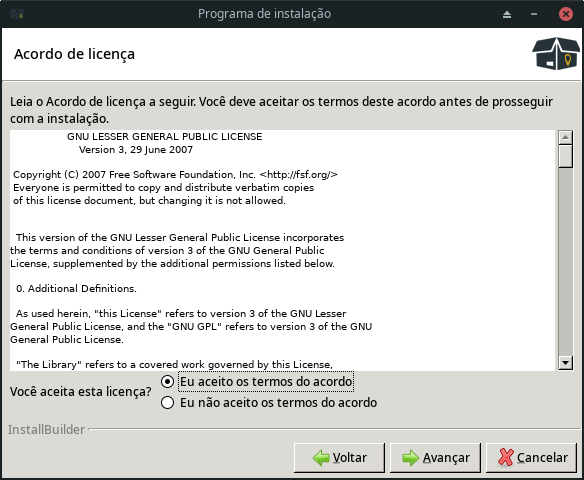 Programa de instalação
Acordo de licença
Leia o Acordo de licença a seguir. Você deve aceitar os termos deste acordo antes de prosseguir
com a instalação.
GNU LESSER GENERAL PUBLIC LICENSE
Version 3, 29 June 2007
Copyright (C) 2007 Free Software Foundation, Inc. <http://fsf.org/>
Everyone is permitted to copy and distribute verbatim copies
of this license document, but changing it is not allowed.
This version of the GNU Lesser General Public License incorporates
the terms and conditions of version 3 of the GNU General Public
License, supplemented by the additional permissions listed below.
0. Additional Definitions.
As used herein, "this License" refers to version 3 of the GNU Lesser
General Public License, and the "GNU GPL" refers to version 3 of the GNU
General Public License.
"The Library" refers to a covered work governed by this License,
Você aceita esta licença?
Eu aceito os termos do acordo
Eu não aceito os termos do acordo
InstallBuilder
Voltar
Avançar
Cancelar